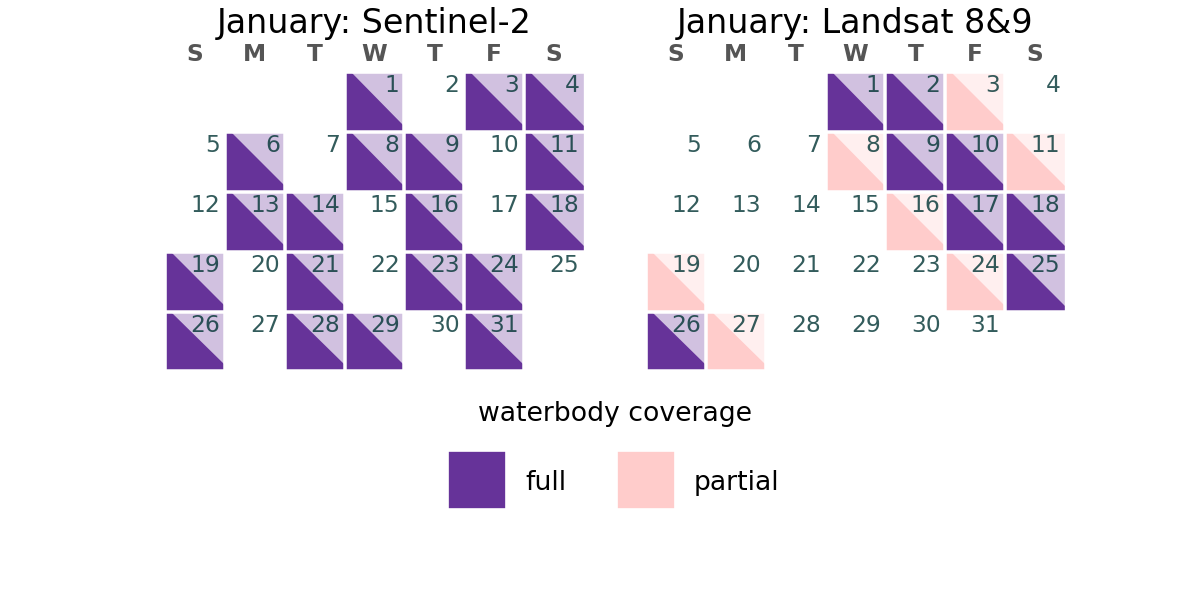 January: Sentinel-2
S M T W T F S
1 2 3 4
5 6 7 8 9 10 11
12 13 14 15 16 17 18
19 20 21 22 23 24 25
26 27 28 29 30 31
January: Landsat 8&9
S M T W T F S
1 2 3 4
5 6 7 8 9 10 11
12 13 14 15 16 17 18
19 20 21 22 23 24 25
26 27 28 29 30 31
waterbody coverage
full
partial